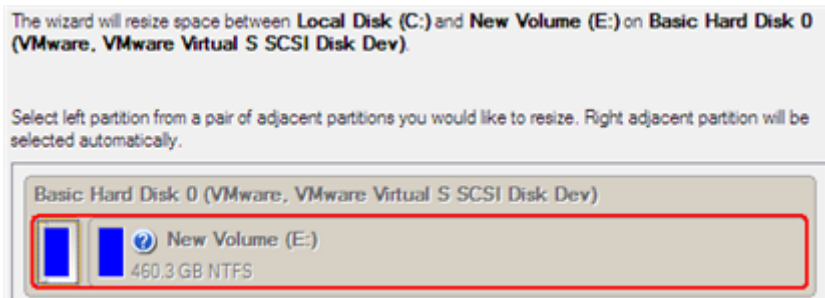 The wizard will resize space between Local Disk (C:) and New Volume (E:) on Basic Hard Disk 0
(VMware, VMware Virtual S SCSI Disk Dev).
Select left partition from a pair of adjacent partitions you would like to resize. Right adjacent partition will be
selected automatically.
Basic Hard Disk 0 (VMware, VMware Virtual S SCSI Disk Dev)
? New Volume (E:)
460.3 GB NTFS